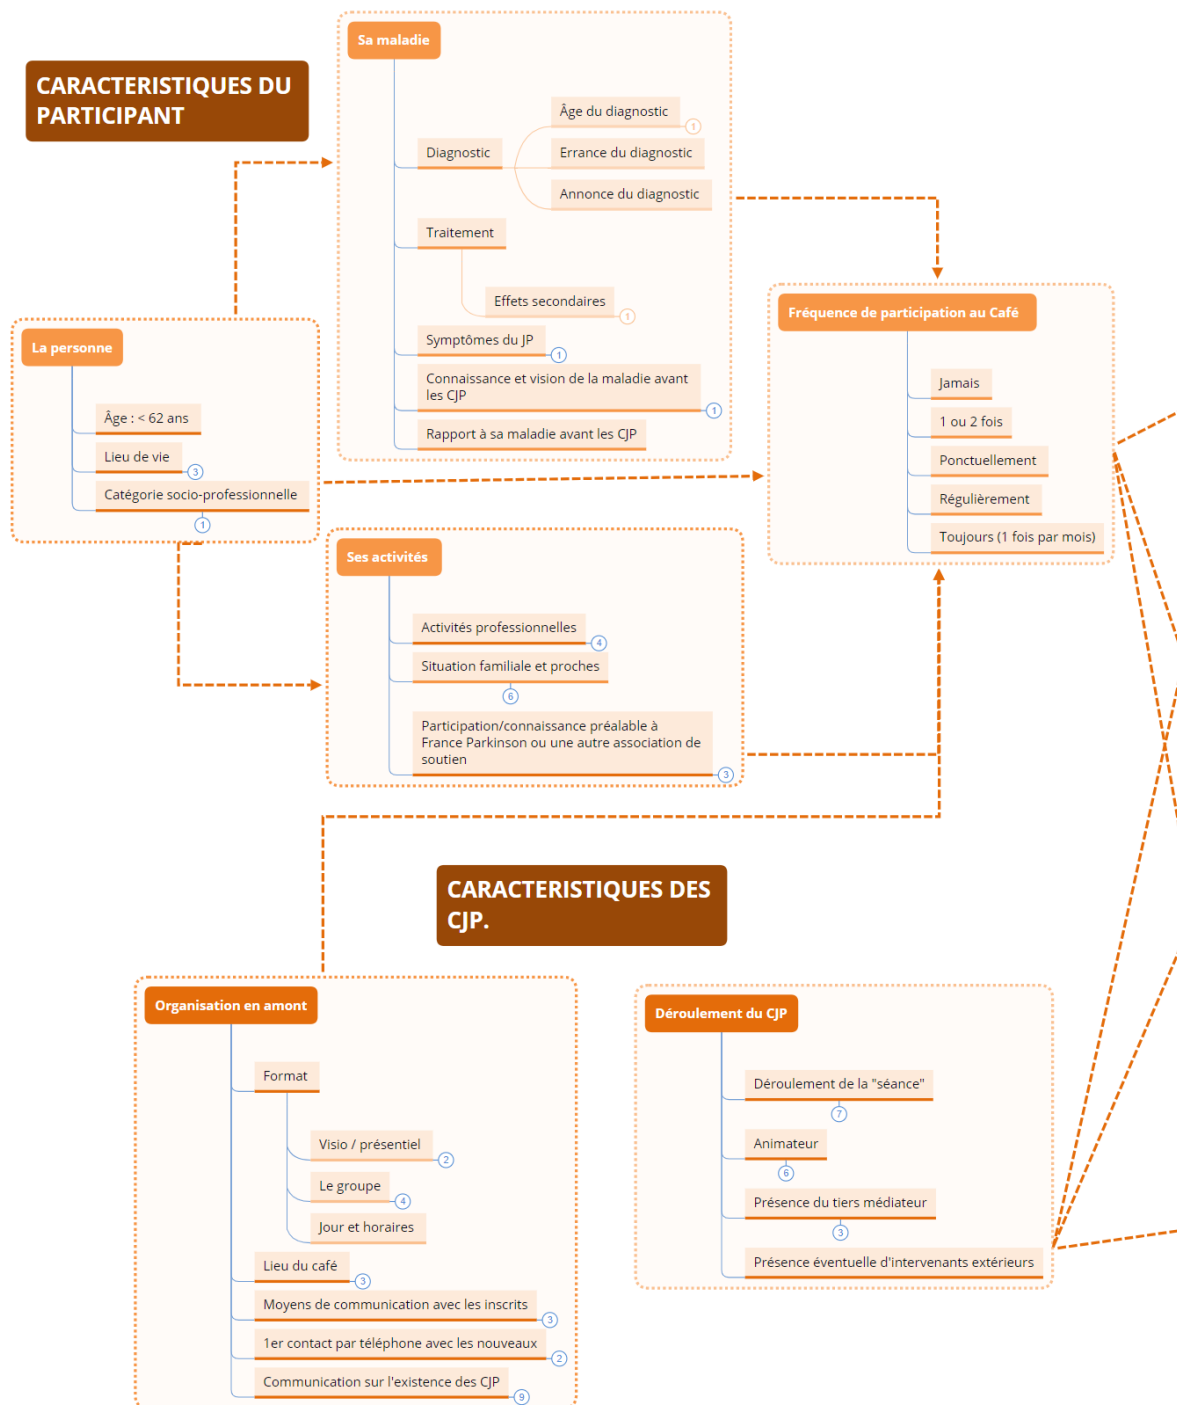 CARACTERISTIQUES DU
PARTICIPANT
Sa maladie
Diagnostic
Âge du diagnostic
1
Errance du diagnostic
Annonce du diagnostic
Traitement
Effets secondaires
1
Symptômes du JP
1
Connaissance et vision de la maladie avant
les CJP
1
Rapport à sa maladie avant les CJP
La personne
Âge : < 62 ans
Lieu de vie
3
Catégorie socio-professionnelle
1
Fréquence de participation au Café
Jamais
1 ou 2 fois
Ponctuellement
Régulièrement
Toujours (1 fois par mois)
Ses activités
Activités professionnelles
4
Situation familiale et proches
6
Participation/connaissance préalable à
France Parkinson ou une autre association de
soutien
3
CARACTERISTIQUES DES
CJP.
Organisation en amont
Format
Visio / présentiel
2
Le groupe
4
Jour et horaires
Lieu du café
3
Moyens de communication avec les inscrits
3
1er contact par téléphone avec les nouveaux
2
Communication sur l'existence des CJP
9
Déroulement du CJP
Déroulement de la "séance"
7
Animateur
6
Présence du tiers médiateur
3
Présence éventuelle d'intervenants extérieurs